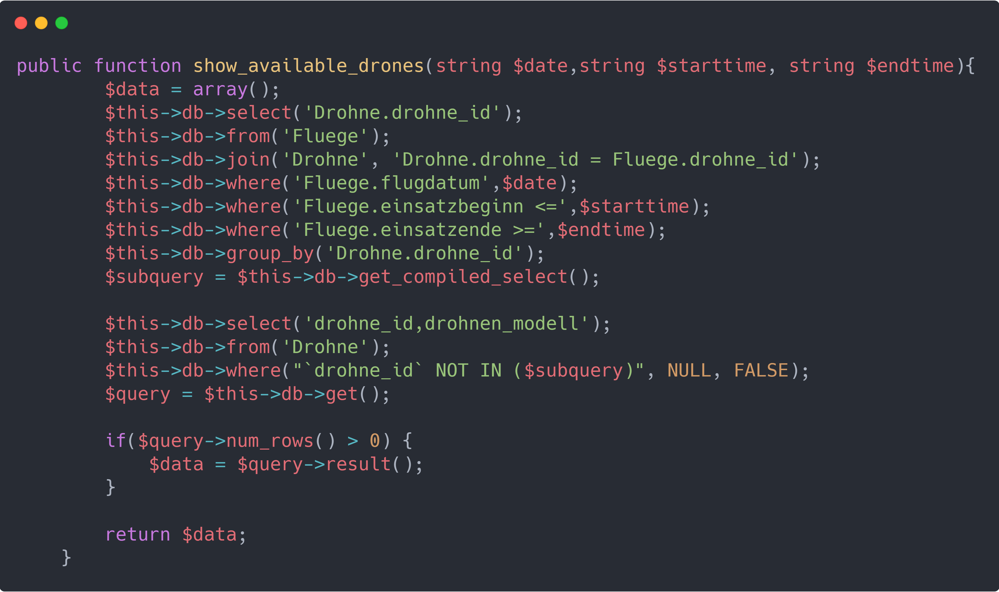 public function show_available_drones(string $date,string $starttime, string $endtime){
        $data = array();
        $this->db->select('Drohne.drohne_id');
        $this->db->from('Fluege');
        $this->db->join('Drohne', 'Drohne.drohne_id = Fluege.drohne_id');
        $this->db->where('Fluege.flugdatum',$date);
        $this->db->where('Fluege.einsatzbeginn <=',$starttime);
        $this->db->where('Fluege.einsatzende >=',$endtime);
        $this->db->group_by('Drohne.drohne_id');
        $subquery = $this->db->get_compiled_select();

        $this->db->select('drohne_id,drohnen_modell');
        $this->db->from('Drohne');
        $this->db->where("`drohne_id` NOT IN ($subquery)", NULL, FALSE);
        $query = $this->db->get();

        if($query->num_rows() > 0) {
            $data = $query->result();
        }

        return $data;
    }